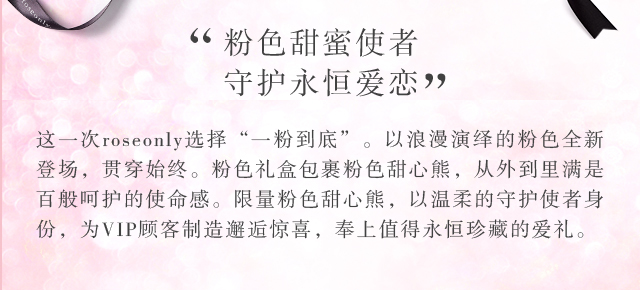 roseonly
“粉色甜蜜使者
守护永恒爱恋”
这一次roseonly选择“一粉到底”。以浪漫演绎的粉色全新
登场，贯穿始终。粉色礼盒包裹粉色甜心熊，从外到里满是
百般呵护的使命感。限量粉色甜心熊，以温柔的守护使者身
份，为VIP顾客制造邂逅惊喜，奉上值得永恒珍藏的爱礼。